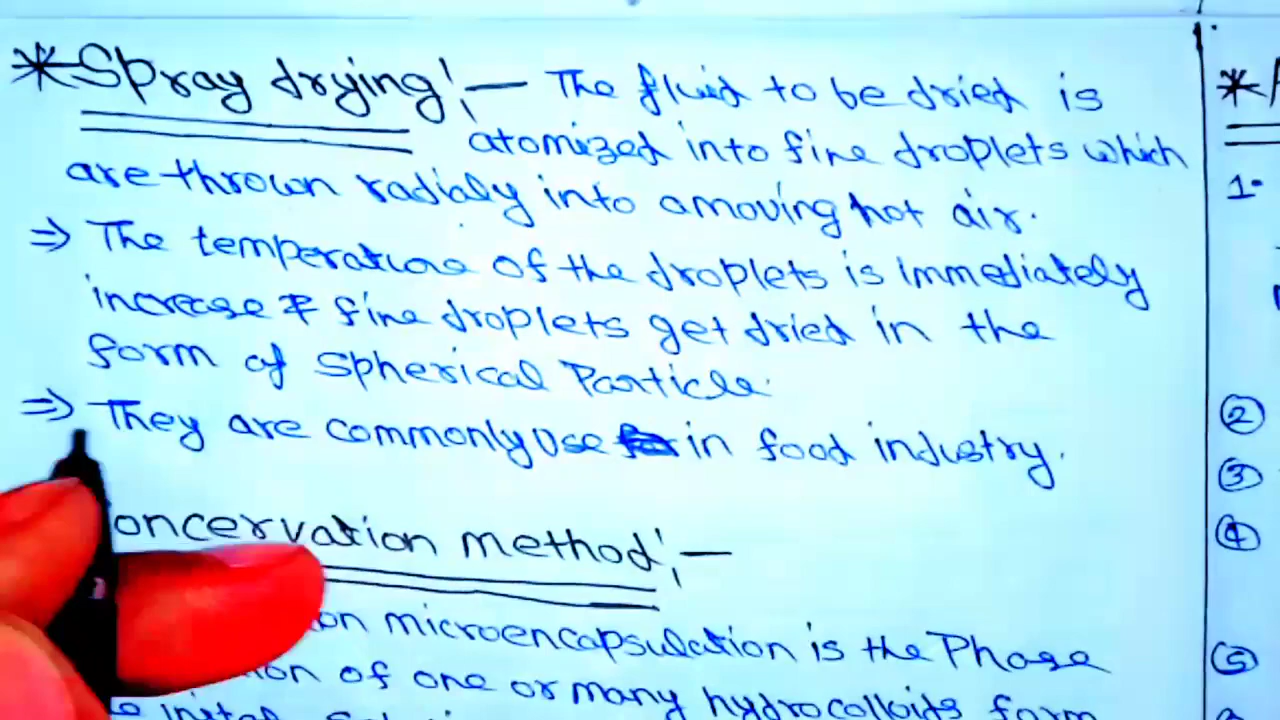 *Spray drying:- The fluid to be dried is
atomized into fine droplets which
are thrown radialy into a moving hot air.
⇒ The temperature of the droplets is immediately
increase & fine droplets get dried in the
form of spherical Particle.
⇒ They are commonly use in food industry.
oncervation method:-
on microencapsulation is the Phase
ion of one or many hydrocolloids form
*
1.
②
③
④
⑤